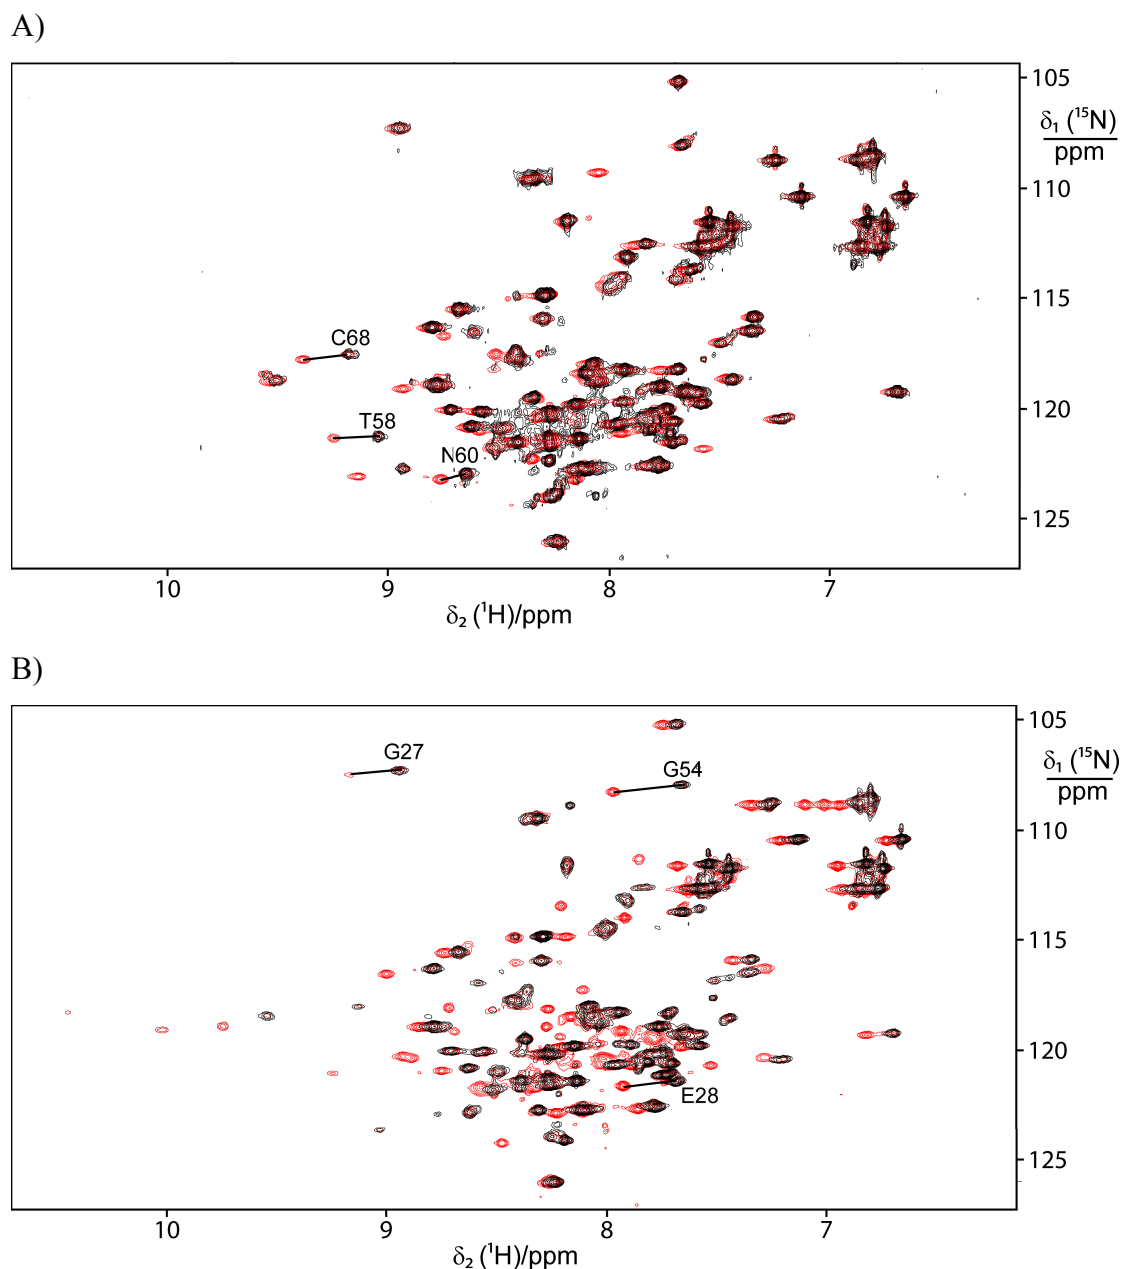 A)
105
δ₁ (¹⁵N)
ppm
110
115
C68
120
T58
N60
125
10 9 8 7
δ₂ (¹H)/ppm
B)
105
G27
G54
δ₁ (¹⁵N)
ppm
110
115
120
E28
125
10 9 8 7
δ₂ (¹H)/ppm